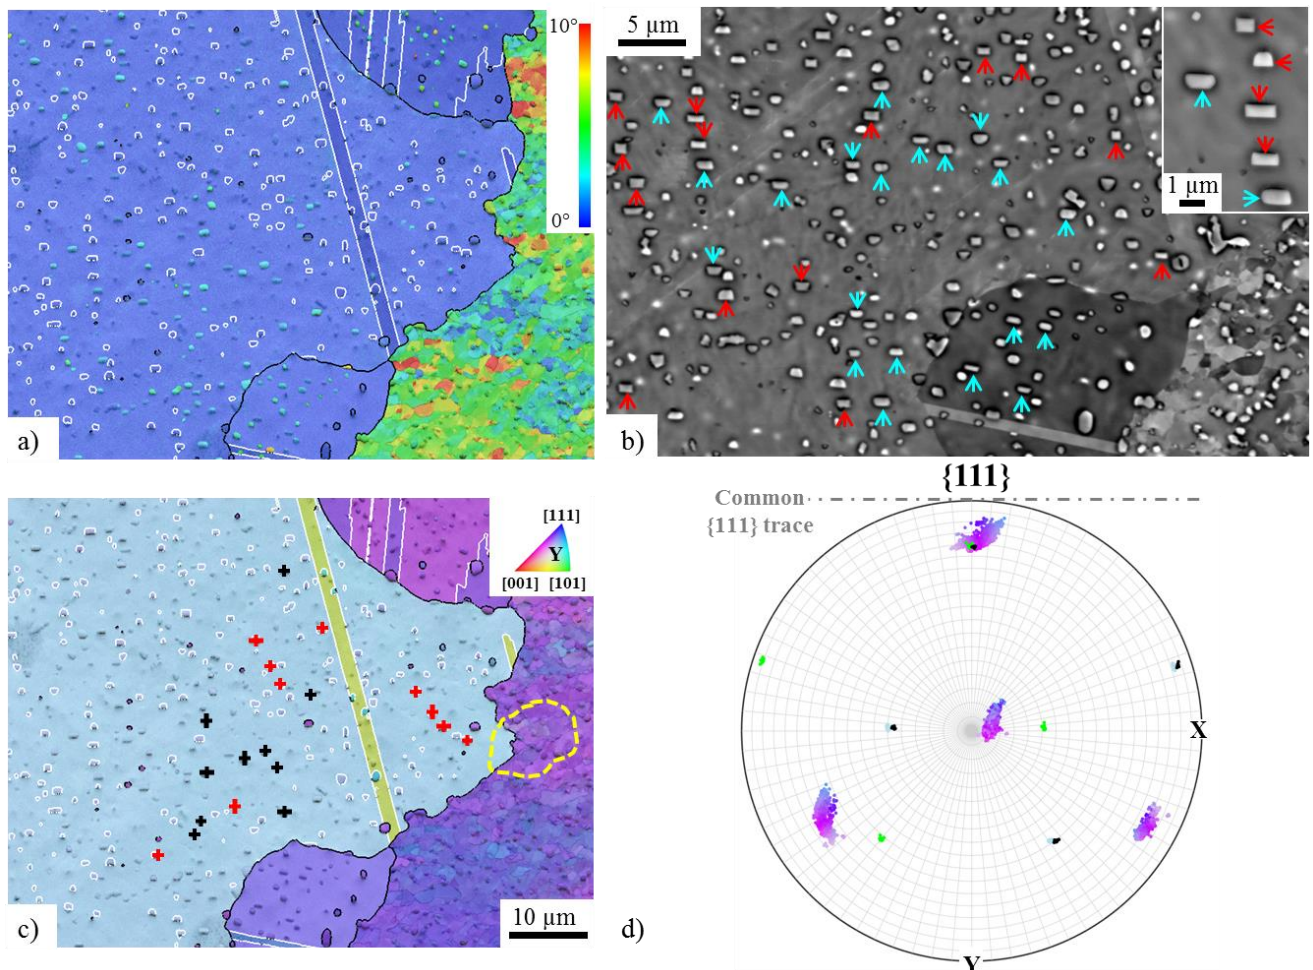 10°
0°
a)
5 µm
1 µm
b)
[111]
Y
[001] [101]
10 µm
c)
{111}
Common
{111} trace
X
Y
d)